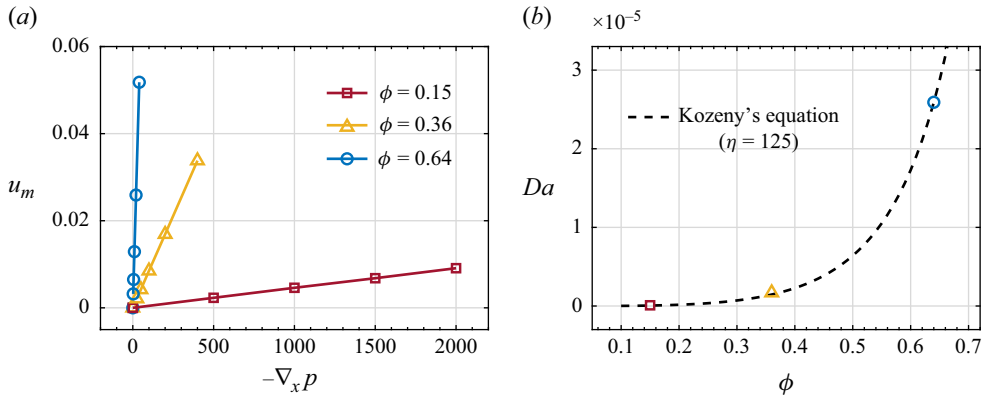 (a)
0.06
0.04
0.02
0
u_m
0 500 1000 1500 2000
−∇_x p
ϕ = 0.15
ϕ = 0.36
ϕ = 0.64
(b)
×10⁻⁵
3
2
1
0
Da
0.1 0.2 0.3 0.4 0.5 0.6 0.7
ϕ
Kozeny’s equation
(η = 125)